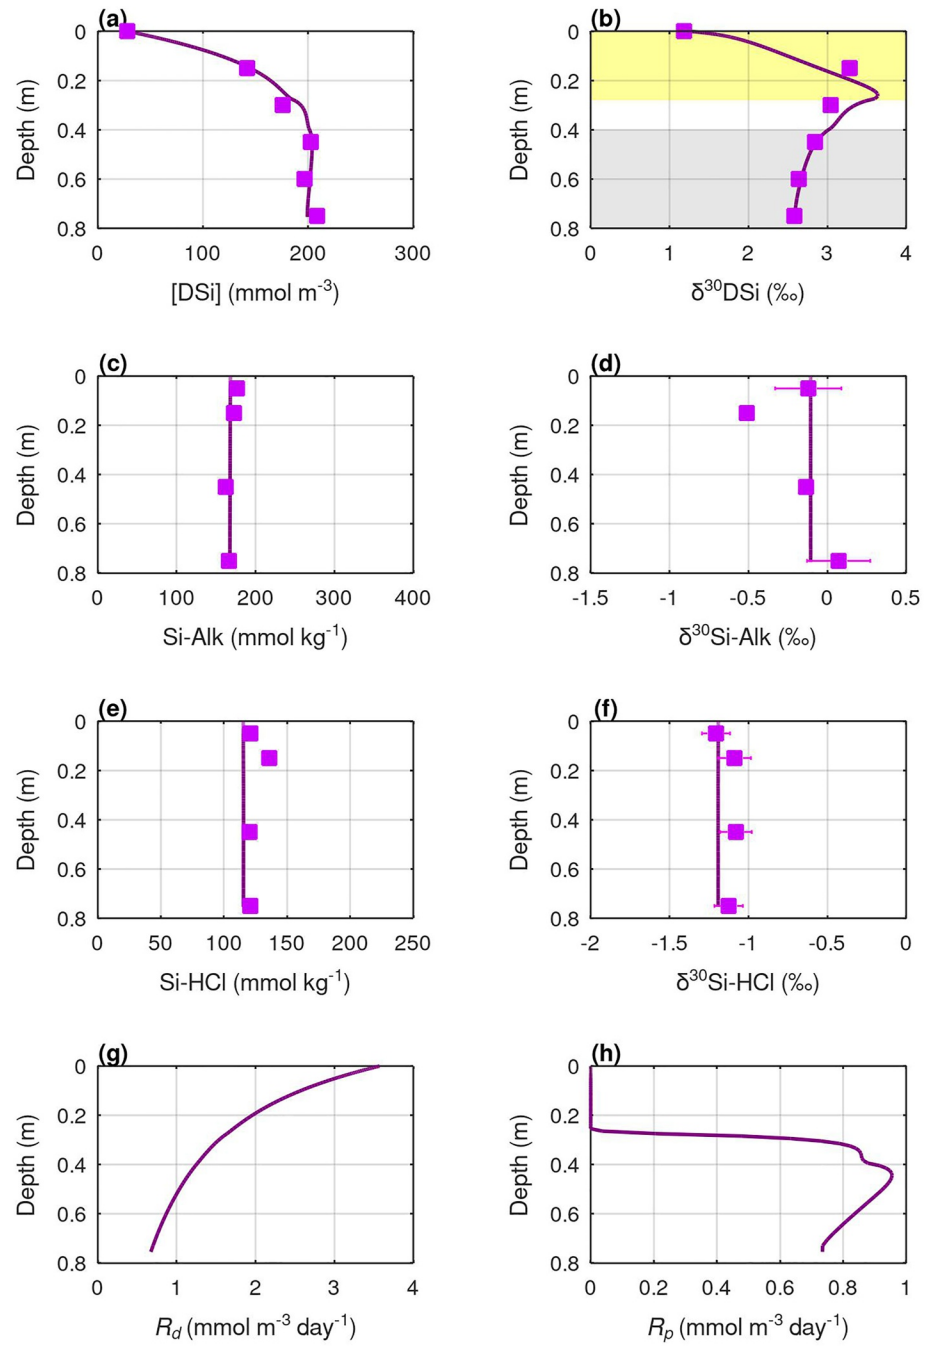 (a)
0
0.2
0.4
0.6
0.8
Depth (m)
0 100 200 300
[DSi] (mmol m-3)
(b)
0
0.2
0.4
0.6
0.8
Depth (m)
0 1 2 3 4
δ30DSi (‰)
(c)
0
0.2
0.4
0.6
0.8
Depth (m)
0 100 200 300 400
Si-Alk (mmol kg-1)
(d)
0
0.2
0.4
0.6
0.8
Depth (m)
-1.5 -1 -0.5 0 0.5
δ30Si-Alk (‰)
(e)
0
0.2
0.4
0.6
0.8
Depth (m)
0 50 100 150 200 250
Si-HCl (mmol kg-1)
(f)
0
0.2
0.4
0.6
0.8
Depth (m)
-2 -1.5 -1 -0.5 0
δ30Si-HCl (‰)
(g)
0
0.2
0.4
0.6
0.8
Depth (m)
0 1 2 3 4
Rd (mmol m-3 day-1)
(h)
0
0.2
0.4
0.6
0.8
Depth (m)
0 0.2 0.4 0.6 0.8 1
Rp (mmol m-3 day-1)